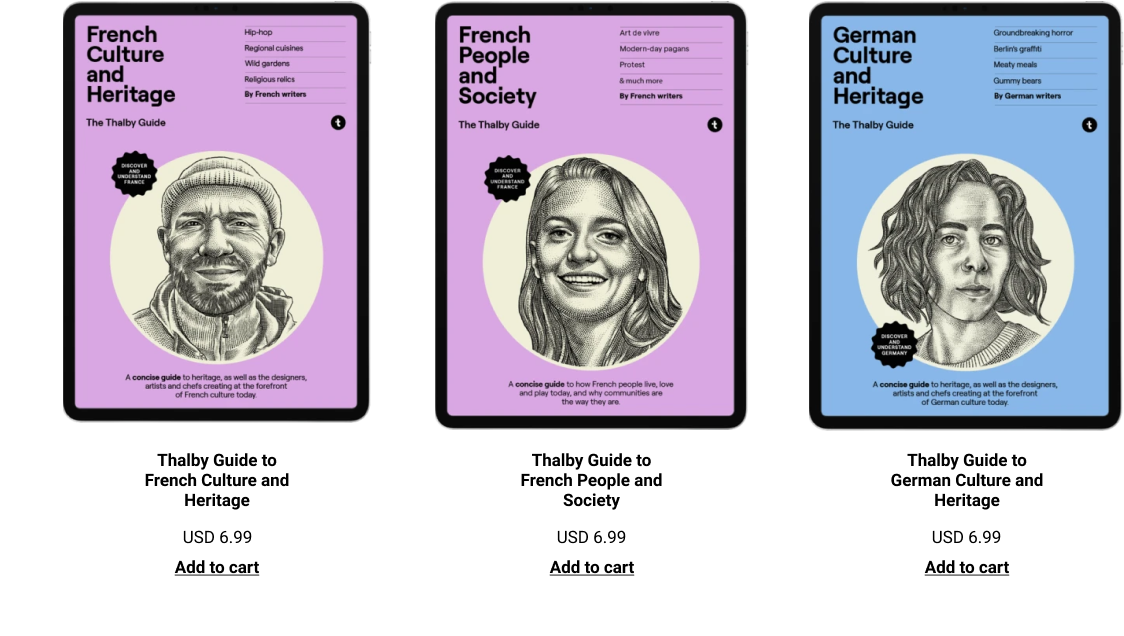 French
Culture
and
Heritage
Hip-hop
Regional cuisines
Wild gardens
Religious relics
By French writers
The Thalby Guide
t
DISCOVER
AND
UNDERSTAND
FRANCE
A concise guide to heritage, as well as the designers,
artists and chefs creating at the forefront
of French culture today.
French
People
and
Society
Art de vivre
Modern-day pagans
Protest
& much more
By French writers
The Thalby Guide
t
DISCOVER
AND
UNDERSTAND
FRANCE
A concise guide to how French people live, love
and play today, and why communities are
the way they are.
German
Culture
and
Heritage
Groundbreaking horror
Berlin's graffiti
Meaty meals
Gummy bears
By German writers
The Thalby Guide
t
DISCOVER
AND
UNDERSTAND
GERMANY
A concise guide to heritage, as well as the designers,
artists and chefs creating at the forefront
of German culture today.
Thalby Guide to
French Culture and
Heritage
USD 6.99
Add to cart
Thalby Guide to
French People and
Society
USD 6.99
Add to cart
Thalby Guide to
German Culture and
Heritage
USD 6.99
Add to cart